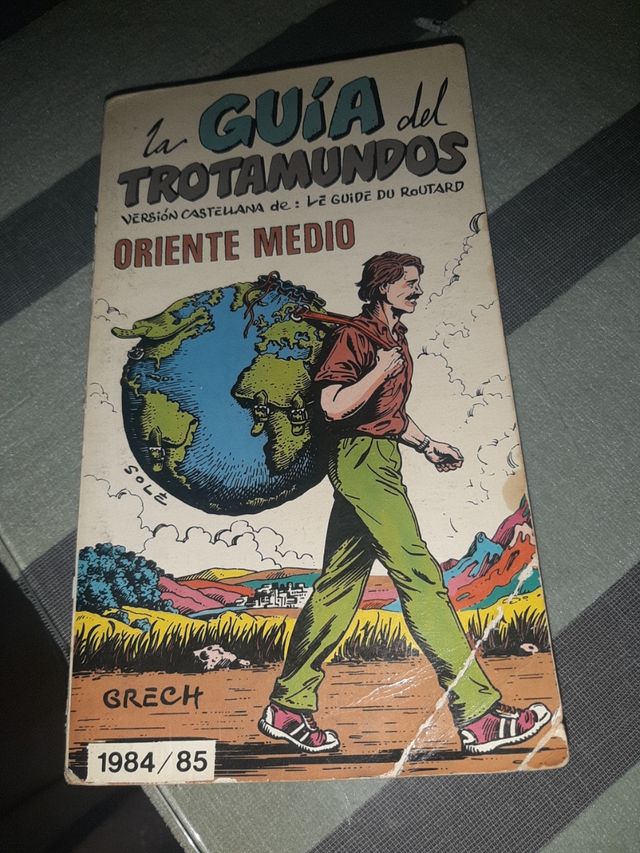 la GUÍA del
TROTAMUNDOS
VERSIÓN CASTELLANA de: LE GUIDE DU ROUTARD
ORIENTE MEDIO
SOLÉ
GRECH
1984/85